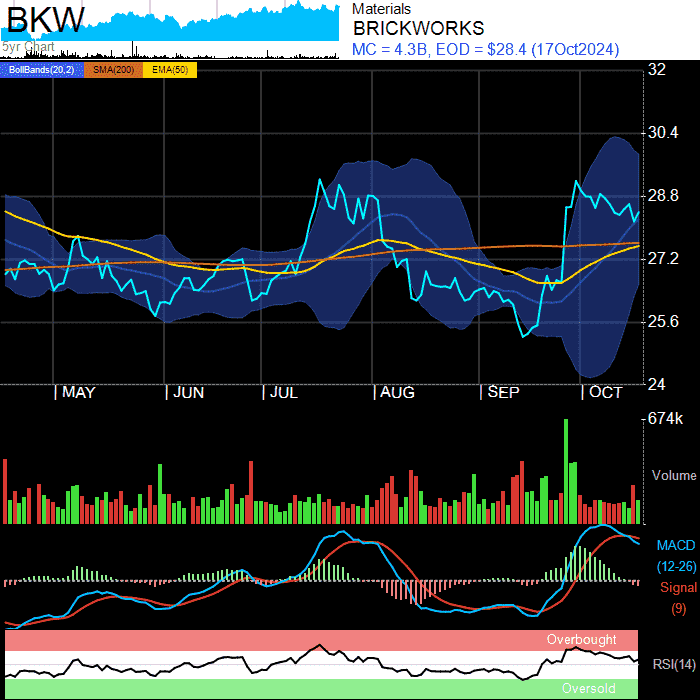 BKW
5yr Chart
Materials
BRICKWORKS
MC = 4.3B, EOD = $28.4 (17Oct2024)
BollBands(20,2) SMA(200) EMA(50)
32
30.4
28.8
27.2
25.6
24
MAY JUN JUL AUG SEP OCT
674k
Volume
MACD
(12-26)
Signal
(9)
Overbought
RSI(14)
Oversold